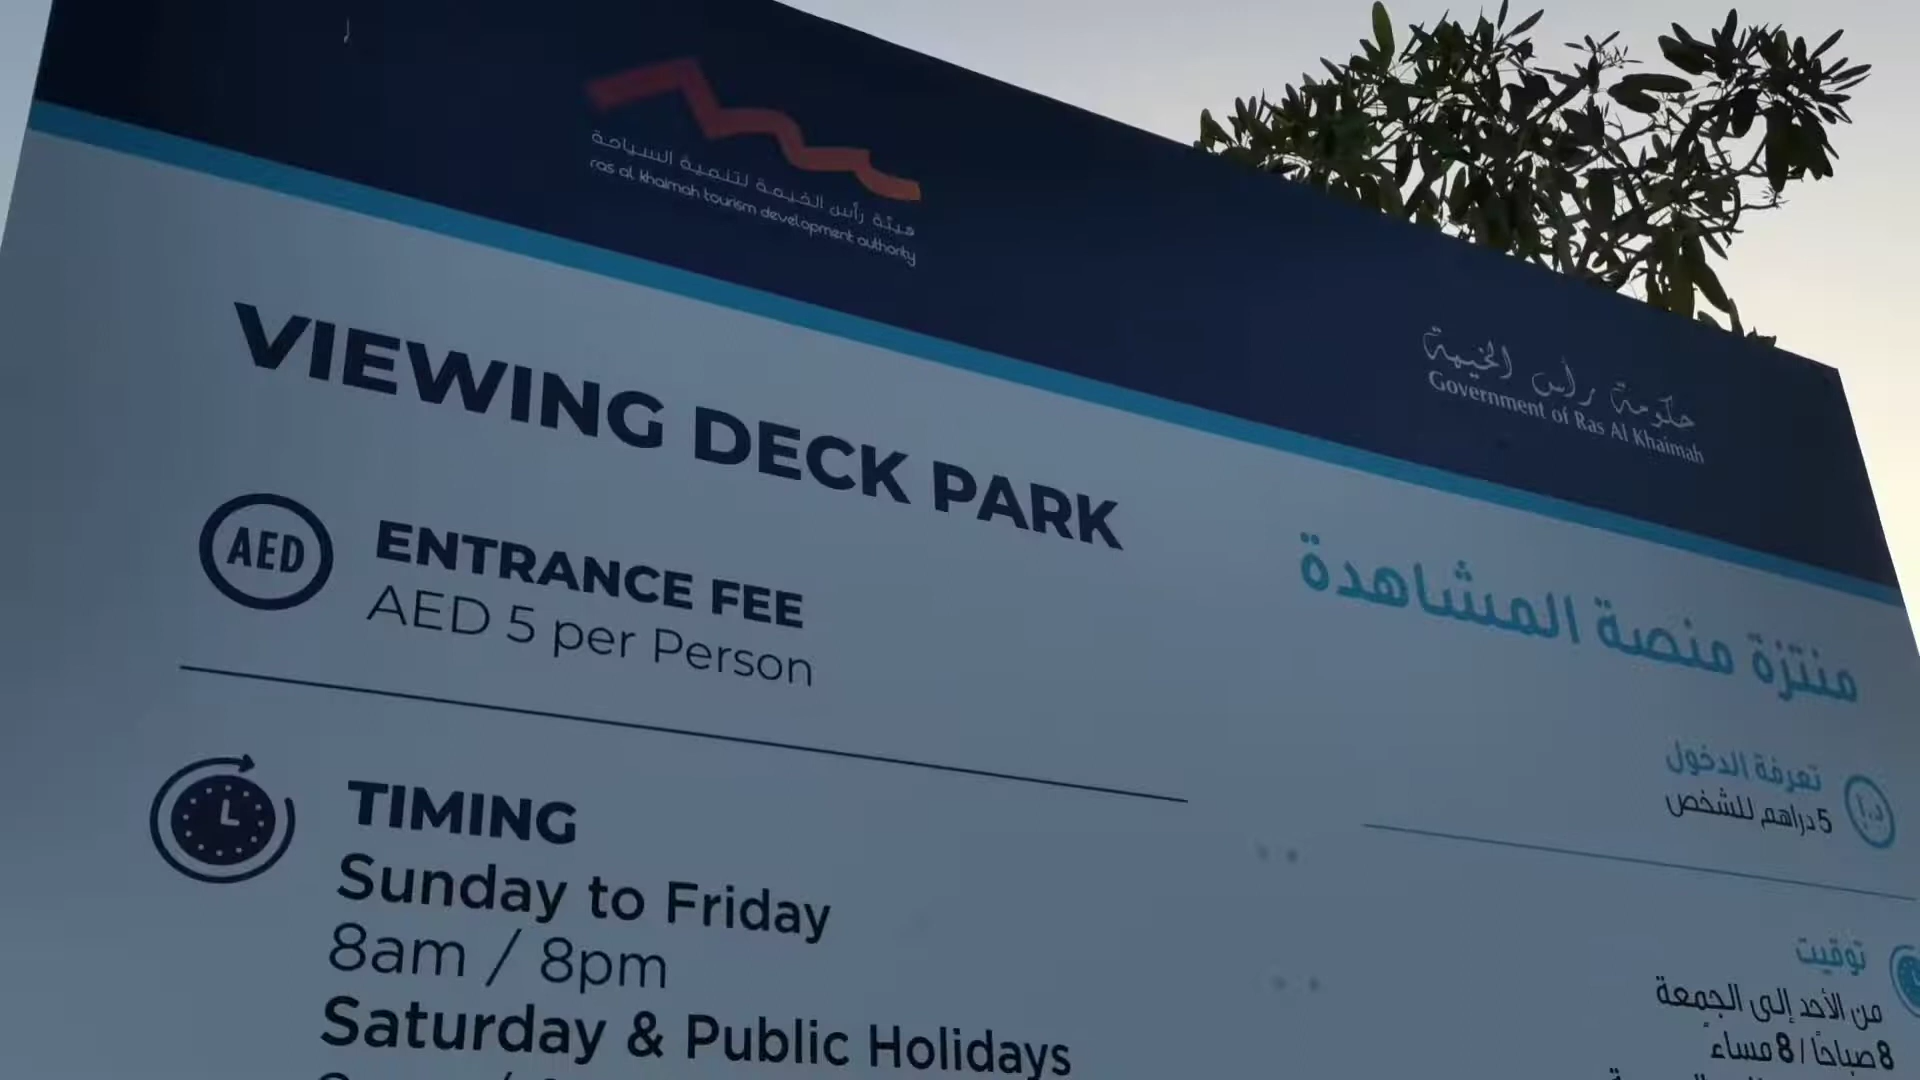 هيئة رأس الخيمة لتنمية السياحة
ras al khaimah tourism development authority
حكومة رأس الخيمة
Government of Ras Al Khaimah
VIEWING DECK PARK
AED
ENTRANCE FEE
AED 5 per Person
TIMING
Sunday to Friday
8am / 8pm
Saturday & Public Holidays
منتزة منصة المشاهدة
د.إ
تعرفة الدخول
5 دراهم للشخص
توقيت
من الأحد إلى الجمعة
8 صباحاً / 8 مساءً